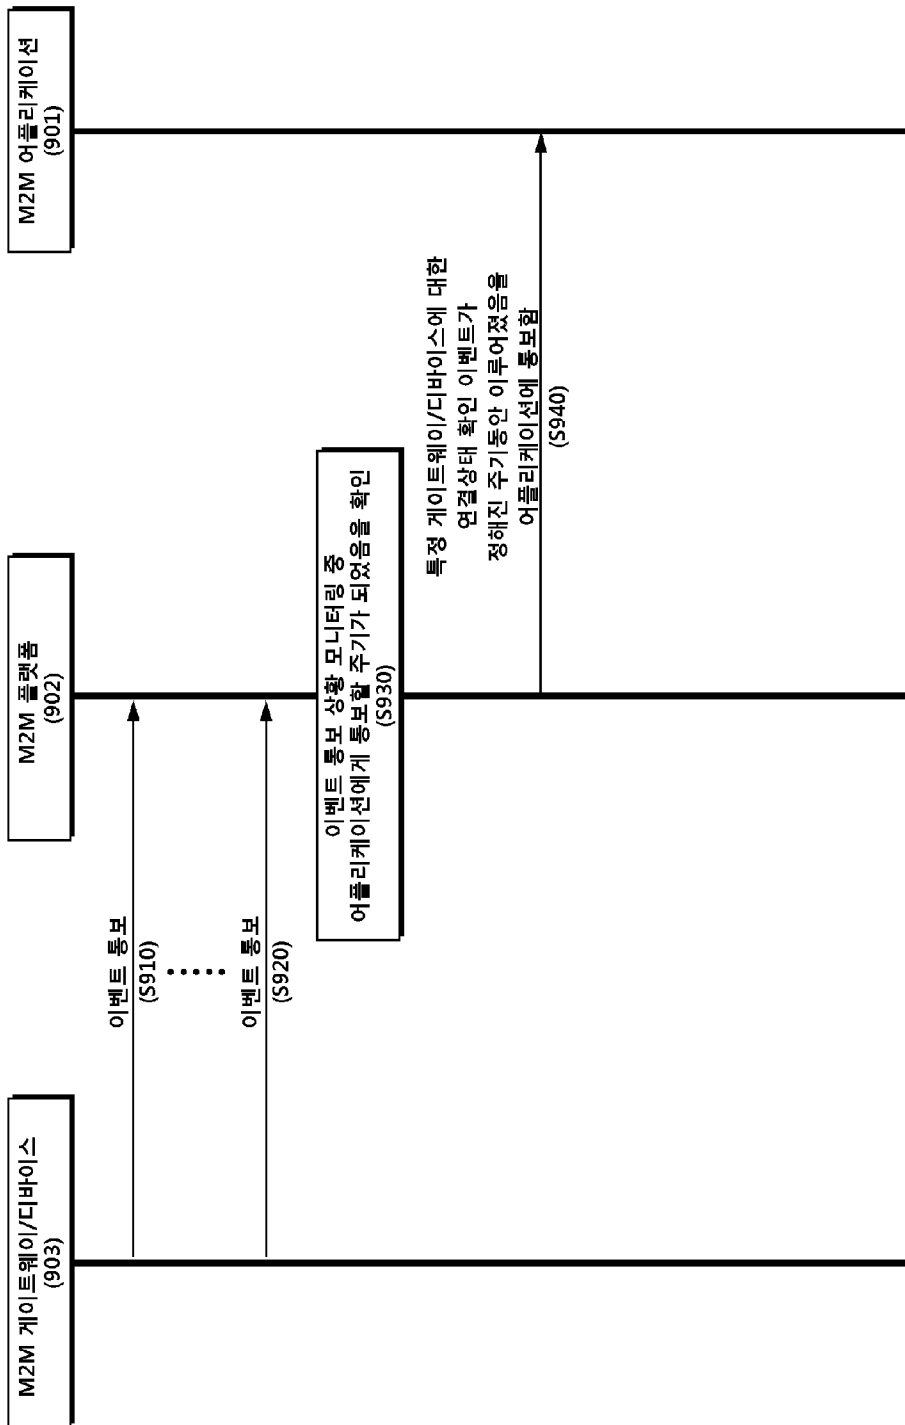 M2M 게이트웨이/디바이스
(903)
M2M 플랫폼
(902)
M2M 어플리케이션
(901)
이벤트 통보
(S910)
이벤트 통보
(S920)
이벤트 통보 상황 모니터링 중
어플리케이션에게 통보할 주기가 되었음을 확인
(S930)
특정 게이트웨이/디바이스에 대한
연결상태 확인 이벤트가
정해진 주기동안 이루어졌음을
어플리케이션에 통보함
(S940)